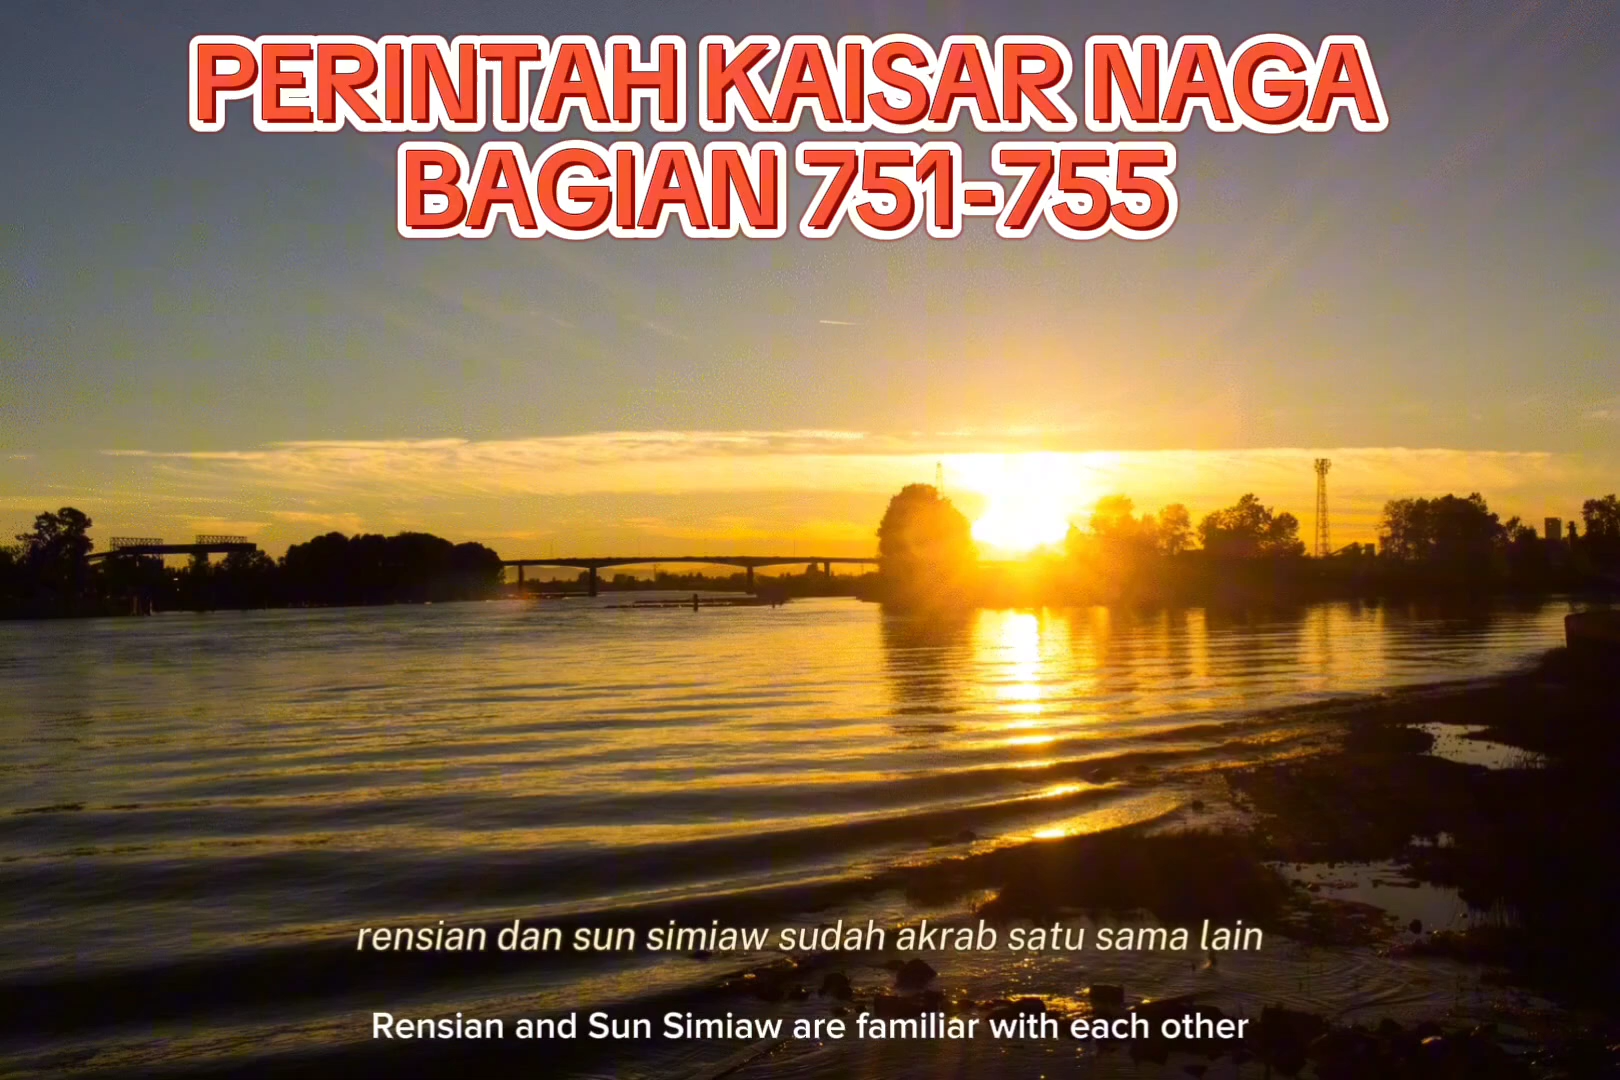 PERINTAH KAISAR NAGA
BAGIAN 751-755
rensian dan sun simiaw sudah akrab satu sama lain
Rensian and Sun Simiaw are familiar with each other